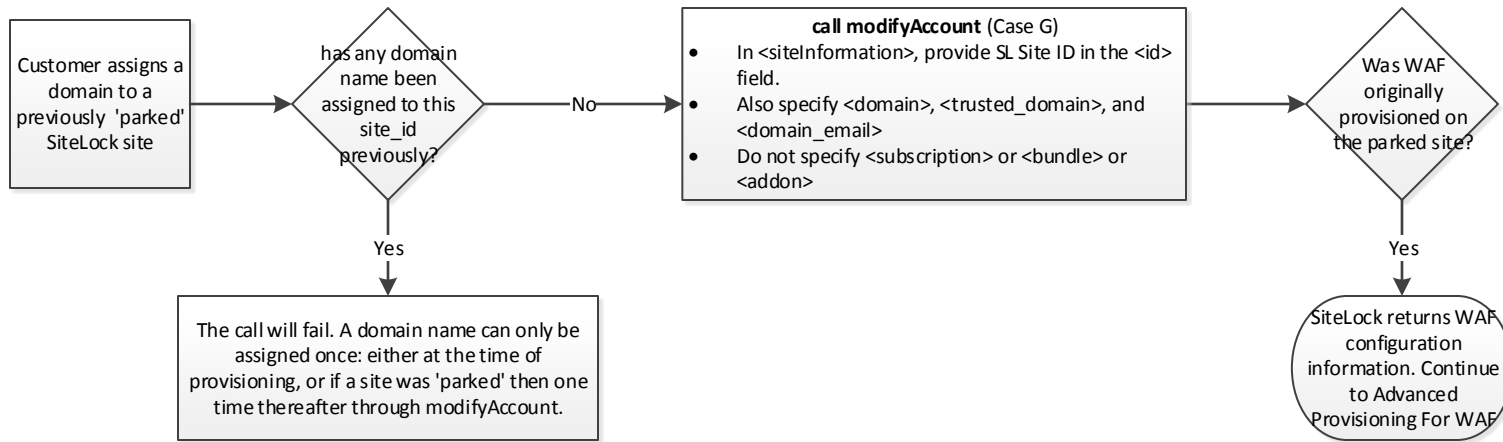 Customer assigns a
domain to a
previously 'parked'
SiteLock site
has any domain
name been
assigned to this
site_id
previously?
No
call modifyAccount (Case G)
• In <siteInformation>, provide SL Site ID in the <id>
field.
• Also specify <domain>, <trusted_domain>, and
<domain_email>
• Do not specify <subscription> or <bundle> or
<addon>
Was WAF
originally
provisioned on
the parked site?
Yes
The call will fail. A domain name can only be
assigned once: either at the time of
provisioning, or if a site was 'parked' then one
time thereafter through modifyAccount.
Yes
SiteLock returns WAF
configuration
information. Continue
to Advanced
Provisioning For WAF